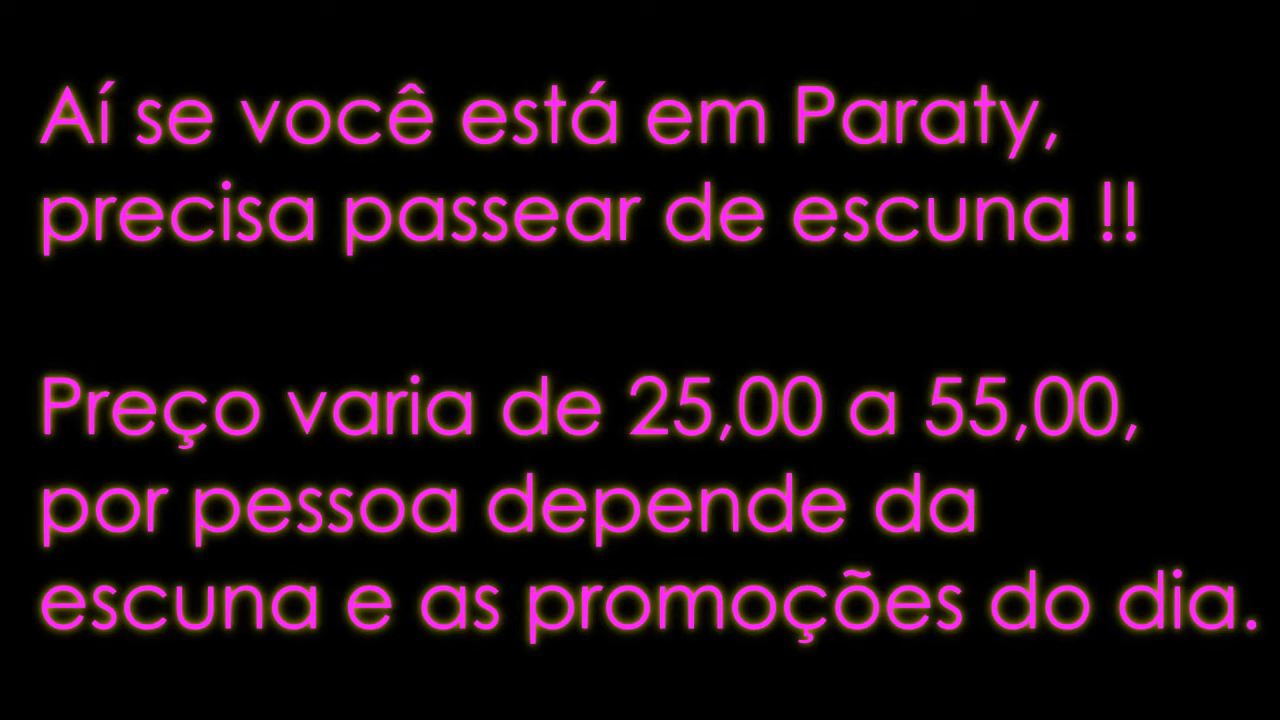 Aí se você está em Paraty,
precisa passear de escuna !!
Preço varia de 25,00 a 55,00,
por pessoa depende da
escuna e as promoções do dia.